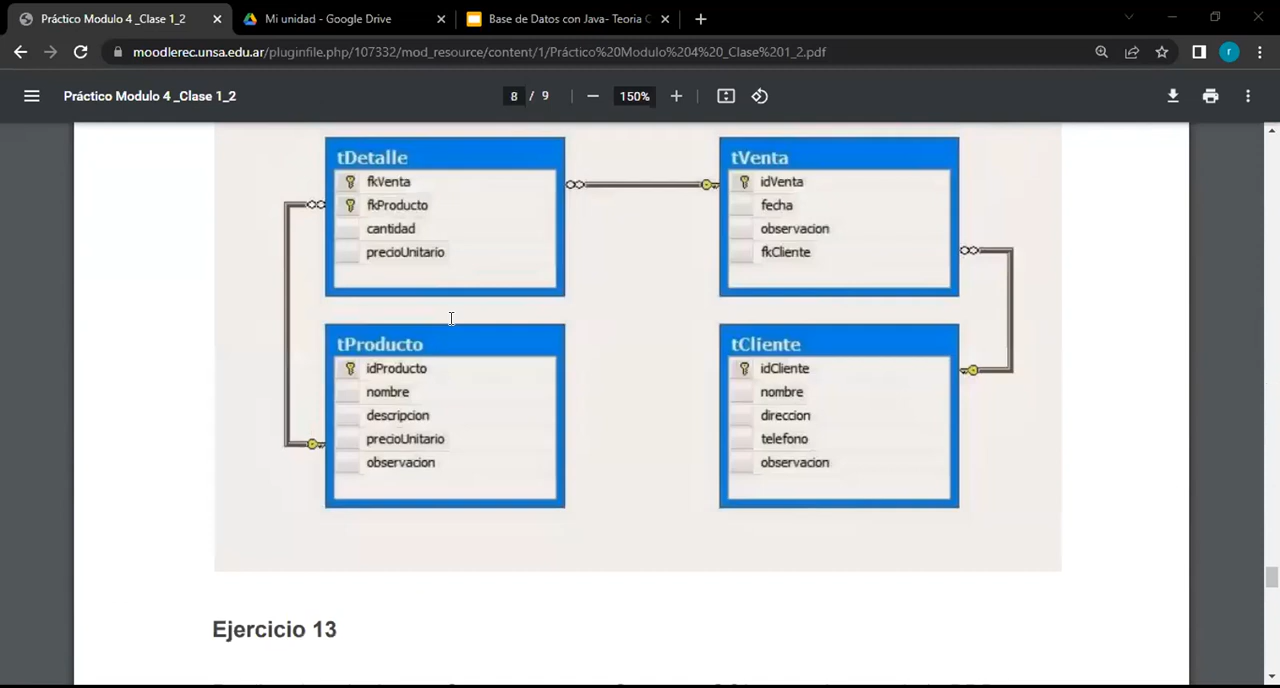 Práctico Modulo 4 _Clase 1_2
Mi unidad - Google Drive
Base de Datos con Java- Teoria C
moodlerec.unsa.edu.ar/pluginfile.php/107332/mod_resource/content/1/Práctico%20Modulo%204%20_Clase%201_2.pdf
r
Práctico Modulo 4 _Clase 1_2
8 / 9
150%
tDetalle
fkVenta
fkProducto
cantidad
precioUnitario
tVenta
idVenta
fecha
observacion
fkCliente
tProducto
idProducto
nombre
descripcion
precioUnitario
observacion
tCliente
idCliente
nombre
direccion
telefono
observacion
Ejercicio 13